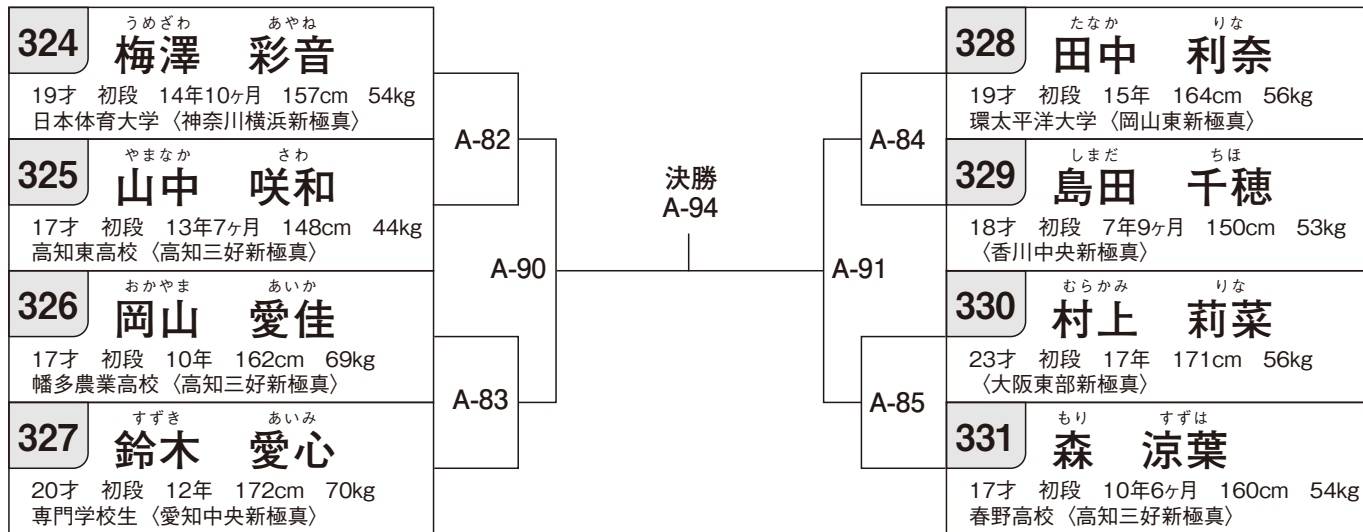 324
うめざわ あやね
梅澤 彩音
19才 初段 14年10ヶ月 157cm 54kg
日本体育大学〈神奈川横浜新極真〉
325
やまなか さわ
山中 咲和
17才 初段 13年7ヶ月 148cm 44kg
高知東高校〈高知三好新極真〉
326
おかやま あいか
岡山 愛佳
17才 初段 10年 162cm 69kg
幡多農業高校〈高知三好新極真〉
327
すずき あいみ
鈴木 愛心
20才 初段 12年 172cm 70kg
専門学校生〈愛知中央新極真〉
A-82
A-83
A-90
決勝
A-94
A-91
A-84
A-85
328
たなか りな
田中 利奈
19才 初段 15年 164cm 56kg
環太平洋大学〈岡山東新極真〉
329
しまだ ちほ
島田 千穂
18才 初段 7年9ヶ月 150cm 53kg
〈香川中央新極真〉
330
むらかみ りな
村上 莉菜
23才 初段 17年 171cm 56kg
〈大阪東部新極真〉
331
もり すずは
森 涼葉
17才 初段 10年6ヶ月 160cm 54kg
春野高校〈高知三好新極真〉